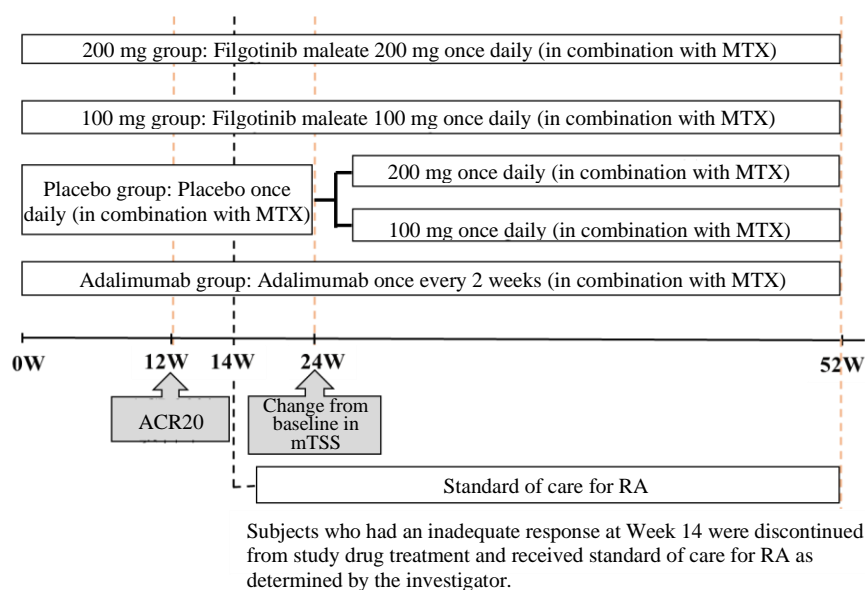 200 mg group: Filgotinib maleate 200 mg once daily (in combination with MTX)
100 mg group: Filgotinib maleate 100 mg once daily (in combination with MTX)
Placebo group: Placebo once
daily (in combination with MTX)
200 mg once daily (in combination with MTX)
100 mg once daily (in combination with MTX)
Adalimumab group: Adalimumab once every 2 weeks (in combination with MTX)
0W 12W 14W 24W 52W
ACR20
Change from
baseline in
mTSS
Standard of care for RA
Subjects who had an inadequate response at Week 14 were discontinued
from study drug treatment and received standard of care for RA as
determined by the investigator.